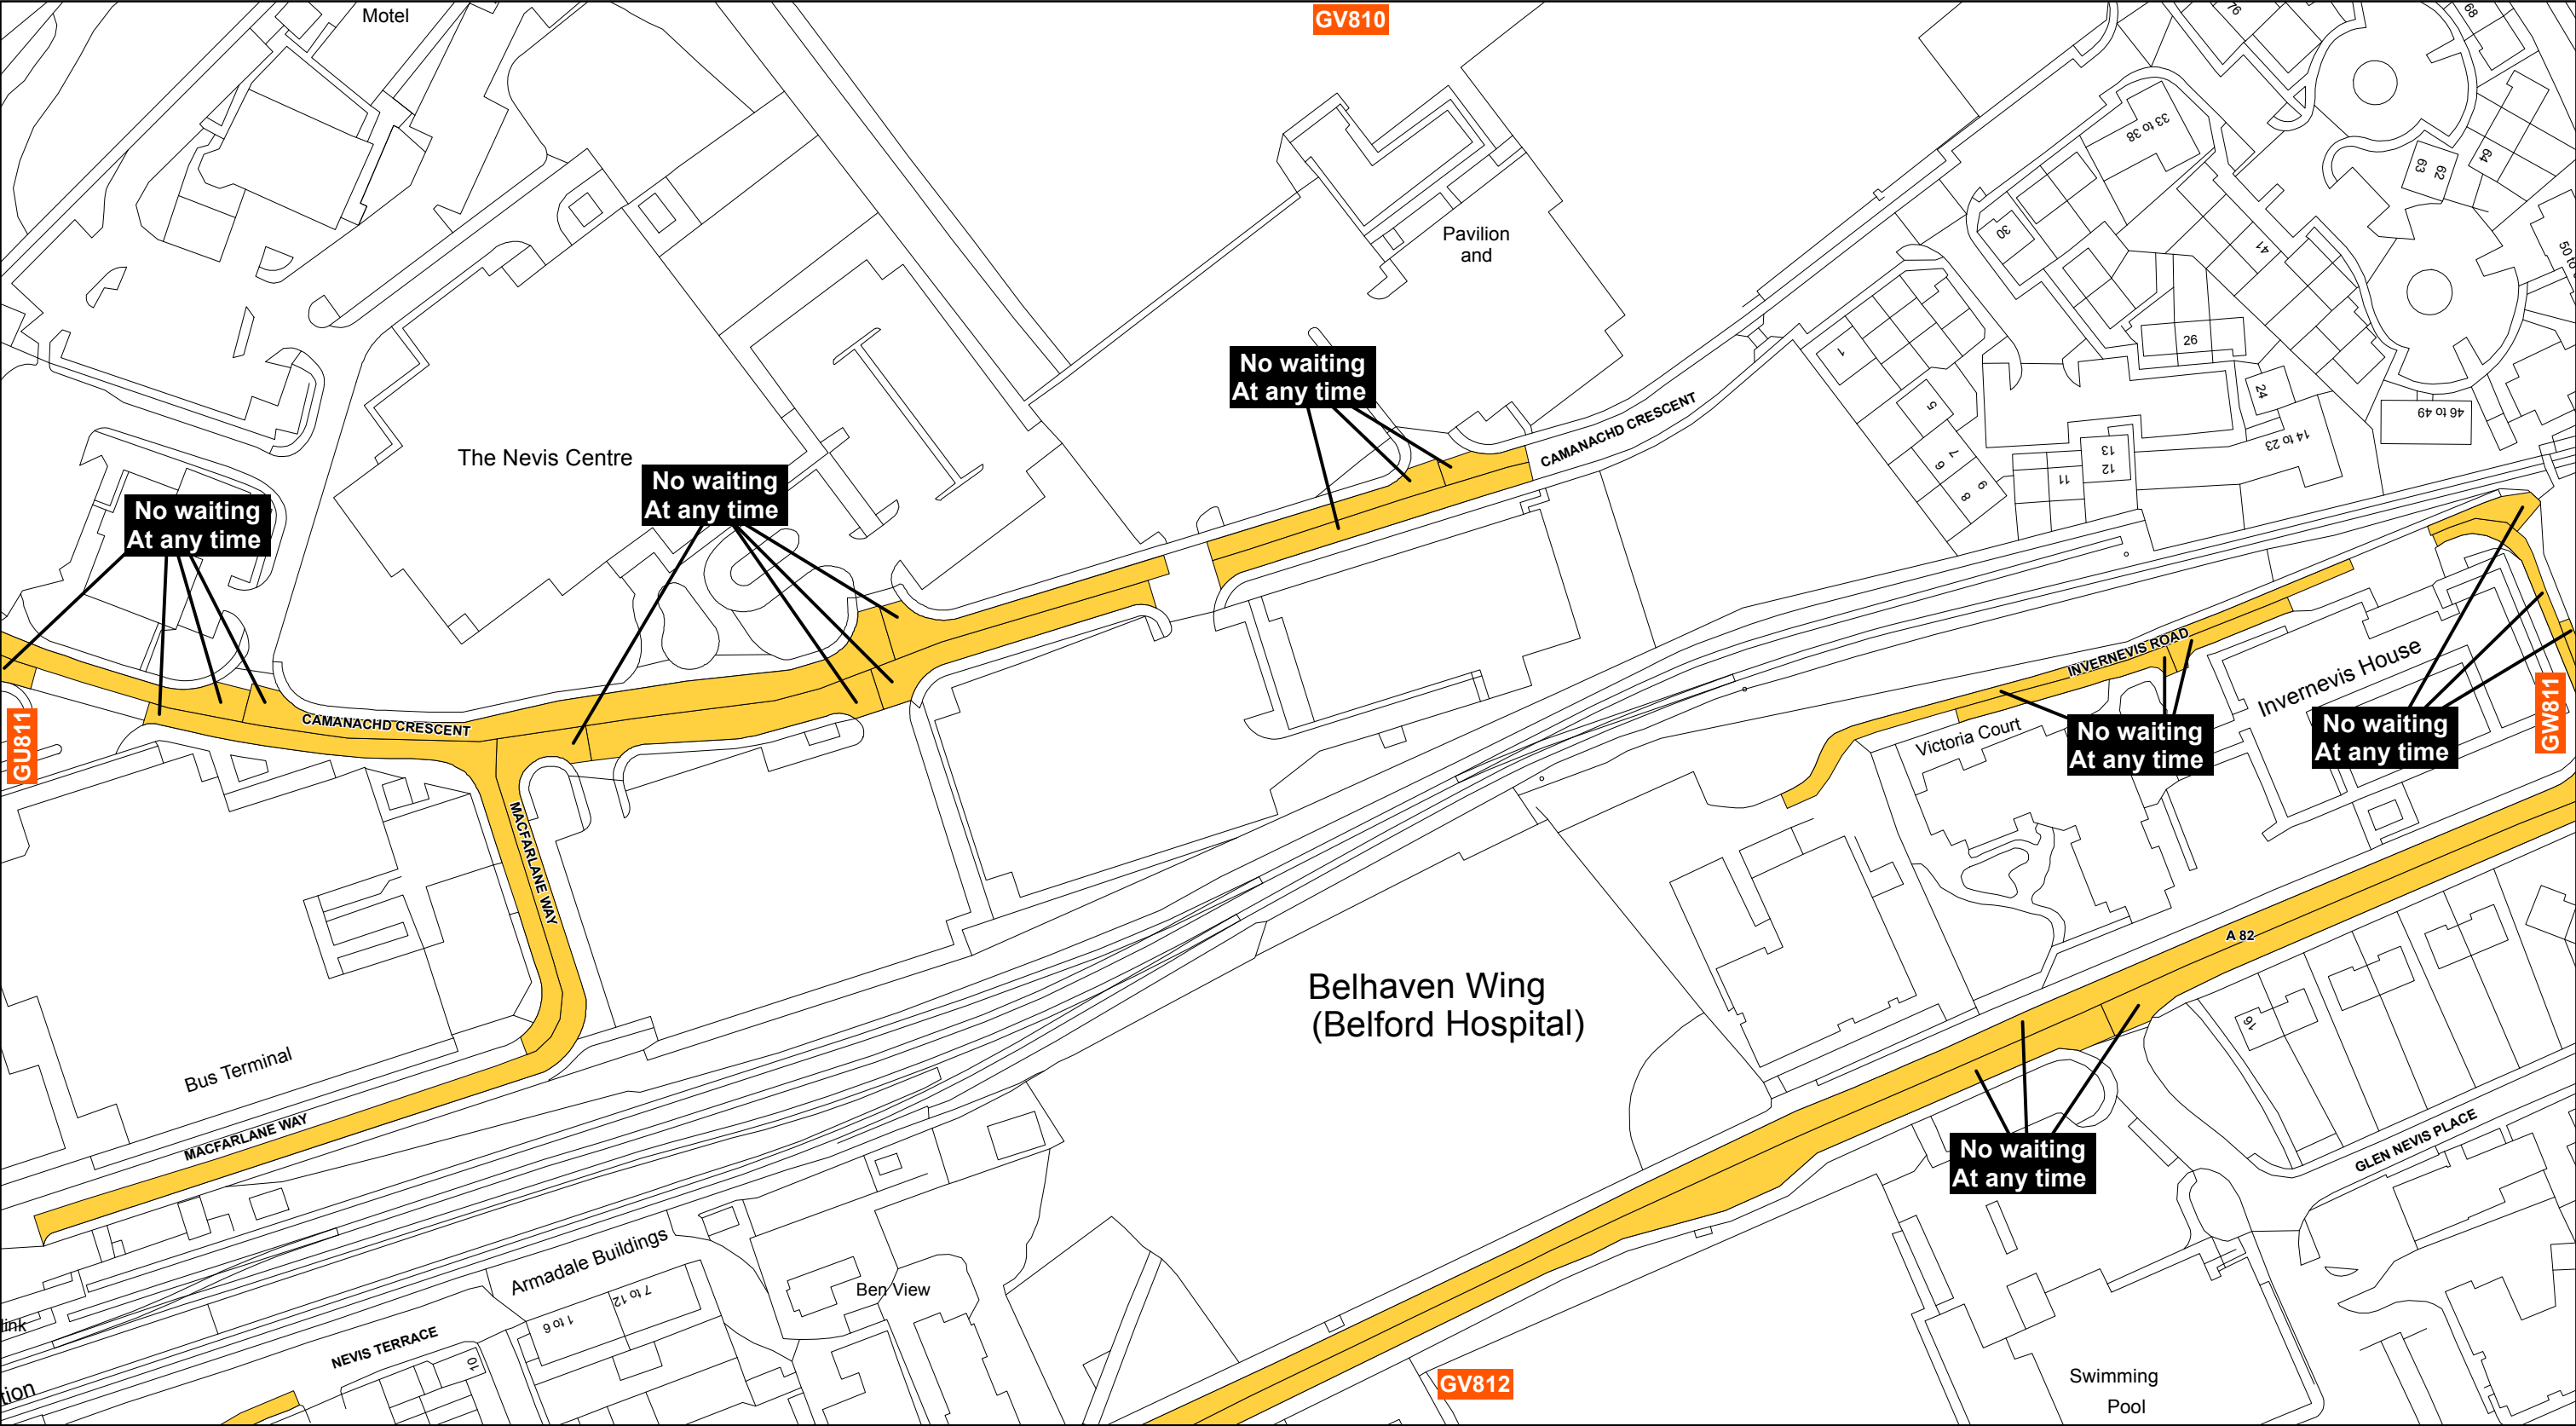 Motel
GV810
76
68
33 to 38
63
62
64
30
41
50 to
Pavilion
and
26
1
No waiting
At any time
24
5
46 to 49
CAMANACHD CRESCENT
14 to 23
13
12
11
7
6
9
8
The Nevis Centre
No waiting
At any time
No waiting
At any time
INVERNEVIS ROAD
Invernevis House
GU811
GW811
CAMANACHD CRESCENT
Victoria Court
No waiting
At any time
No waiting
At any time
MACFARLANE WAY
A 82
Belhaven Wing
(Belford Hospital)
16
Bus Terminal
MACFARLANE WAY
No waiting
At any time
GLEN NEVIS PLACE
Armadale Buildings
7 to 12
1 to 6
Ben View
link
NEVIS TERRACE
10
tion
GV812
Swimming
Pool